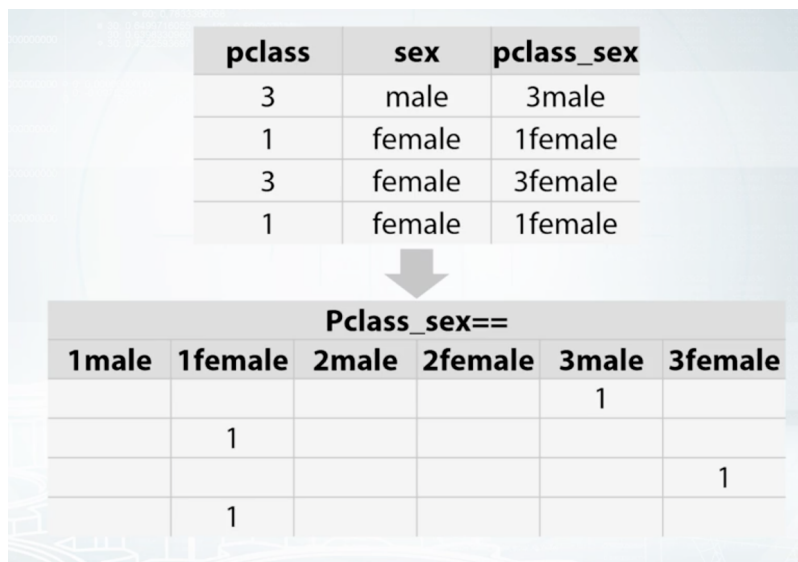 pclass sex pclass_sex
3 male 3male
1 female 1female
3 female 3female
1 female 1female
Pclass_sex==
1male 1female 2male 2female 3male 3female
1
1
1
1